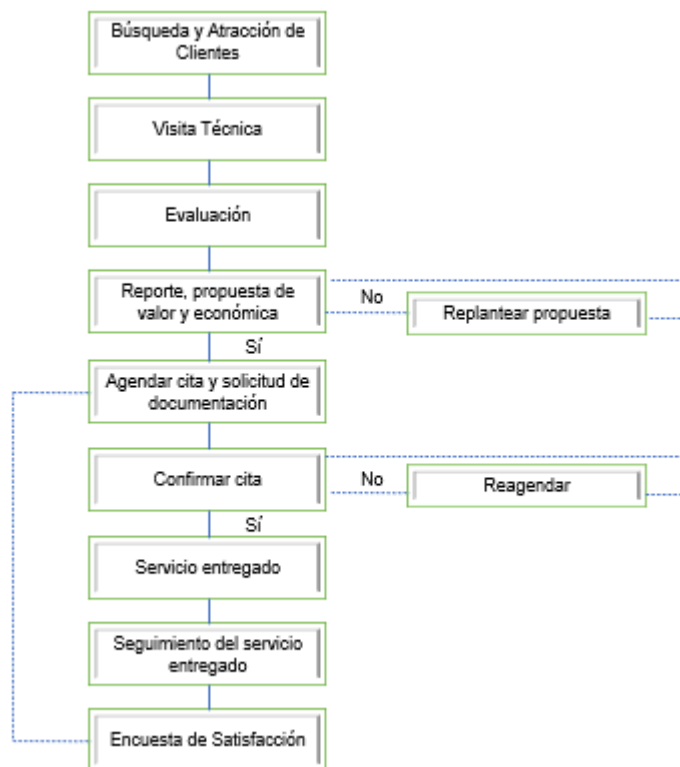 Búsqueda y Atracción de
Clientes
Visita Técnica
Evaluación
Reporte, propuesta de
valor y económica
No
Replantear propuesta
Sí
Agendar cita y solicitud de
documentación
Confirmar cita
No
Reagendar
Sí
Servicio entregado
Seguimiento del servicio
entregado
Encuesta de Satisfacción